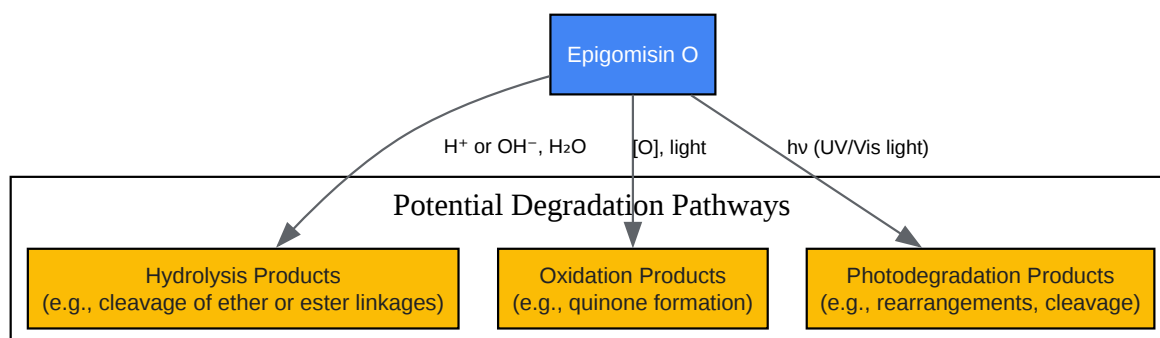 Epigomisin O
H⁺ or OH⁻, H₂O
[O], light
hν (UV/Vis light)
Potential Degradation Pathways
Hydrolysis Products
(e.g., cleavage of ether or ester linkages)
Oxidation Products
(e.g., quinone formation)
Photodegradation Products
(e.g., rearrangements, cleavage)